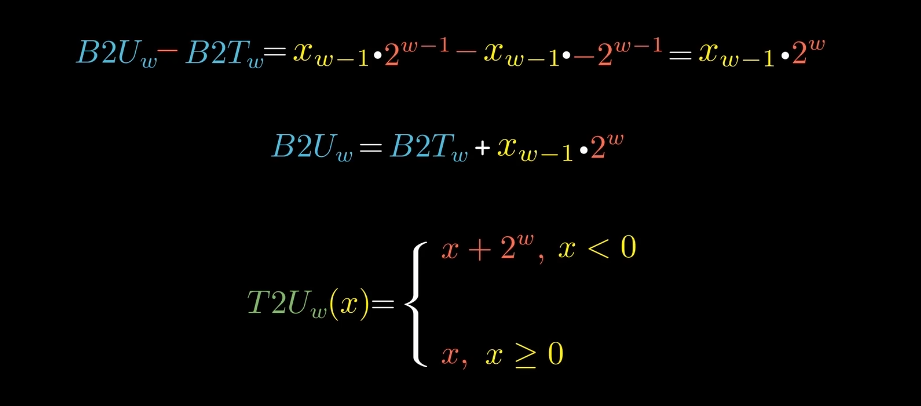 B2U_w − B2T_w = x_{w−1} • 2^{w−1} − x_{w−1} • −2^{w−1} = x_{w−1} • 2^w
B2U_w = B2T_w + x_{w−1} • 2^w
x + 2^w, x < 0
T2U_w(x) = {
x, x ≥ 0